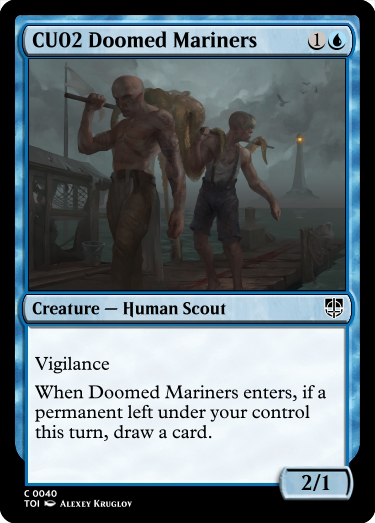 CU02 Doomed Mariners 1
Creature — Human Scout
Vigilance
When Doomed Mariners enters, if a
permanent left under your control
this turn, draw a card.
2/1
C 0040
TOI Alexey Kruglov